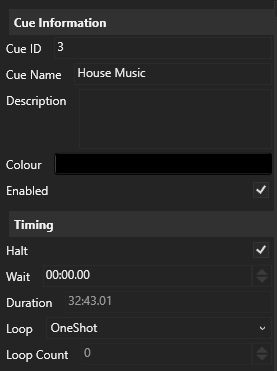 Cue Information
Cue ID 3
Cue Name House Music
Description
Colour
Enabled
Timing
Halt
Wait 00:00.00
Duration 32:43.01
Loop OneShot
Loop Count 0